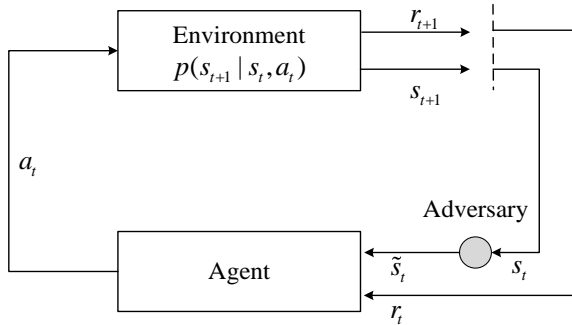 Environment
p(s_{t+1} | s_t, a_t)
r_{t+1}
s_{t+1}
a_t
Adversary
Agent
s̃_t
s_t
r_t